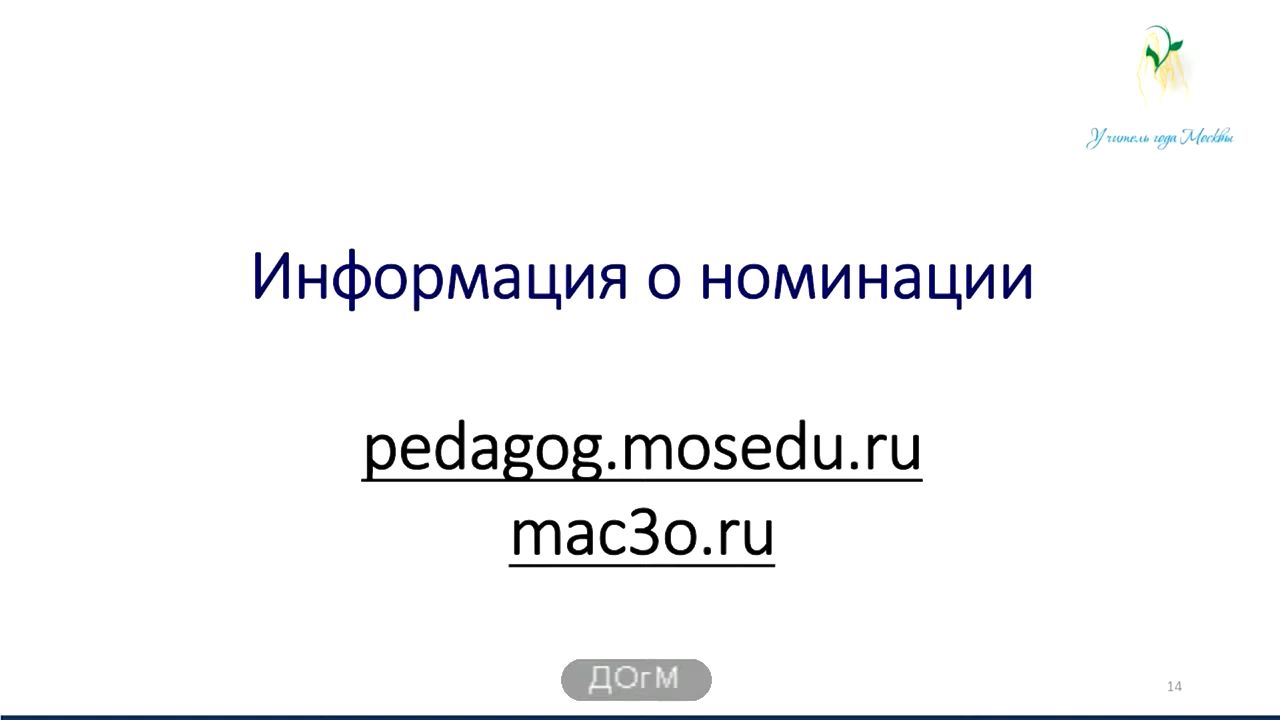 Учитель года Москвы
Информация о номинации
pedagog.mosedu.ru
mac3o.ru
ДОгМ
14